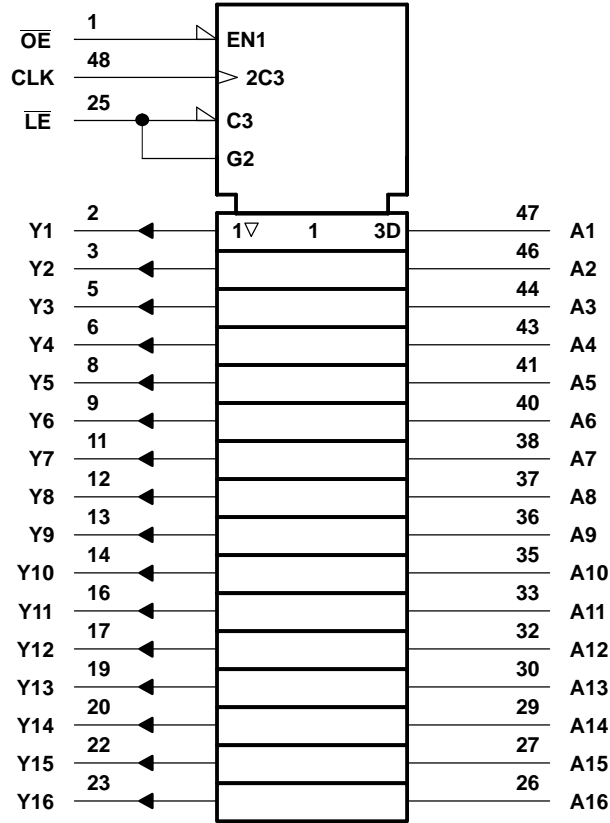 1
O̅E̅ EN1
48
CLK 2C3
25
L̅E̅ C3
G2
2 47
Y1 1▽ 1 3D A1
3 46
Y2 A2
5 44
Y3 A3
6 43
Y4 A4
8 41
Y5 A5
9 40
Y6 A6
11 38
Y7 A7
12 37
Y8 A8
13 36
Y9 A9
14 35
Y10 A10
16 33
Y11 A11
17 32
Y12 A12
19 30
Y13 A13
20 29
Y14 A14
22 27
Y15 A15
23 26
Y16 A16